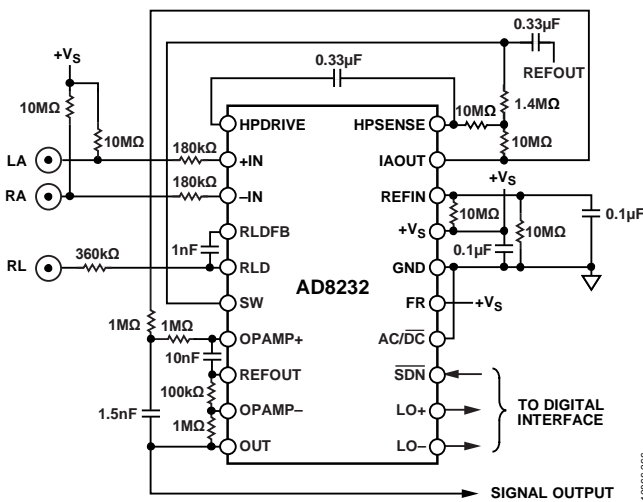 0.33µF
0.33µF
REFOUT
+VS
10MΩ
10MΩ
10MΩ
1.4MΩ
10MΩ
HPDRIVE
HPSENSE
LA
180kΩ
+IN
IAOUT
RA
180kΩ
–IN
REFIN
+VS
10MΩ
10MΩ
0.1µF
RLDFB
+VS
0.1µF
1nF
RL
360kΩ
RLD
GND
AD8232
SW
FR
+VS
1MΩ
1MΩ
OPAMP+
AC/DC
10nF
REFOUT
SDN
100kΩ
1.5nF
OPAMP–
LO+
TO DIGITAL
INTERFACE
1MΩ
OUT
LO–
SIGNAL OUTPUT